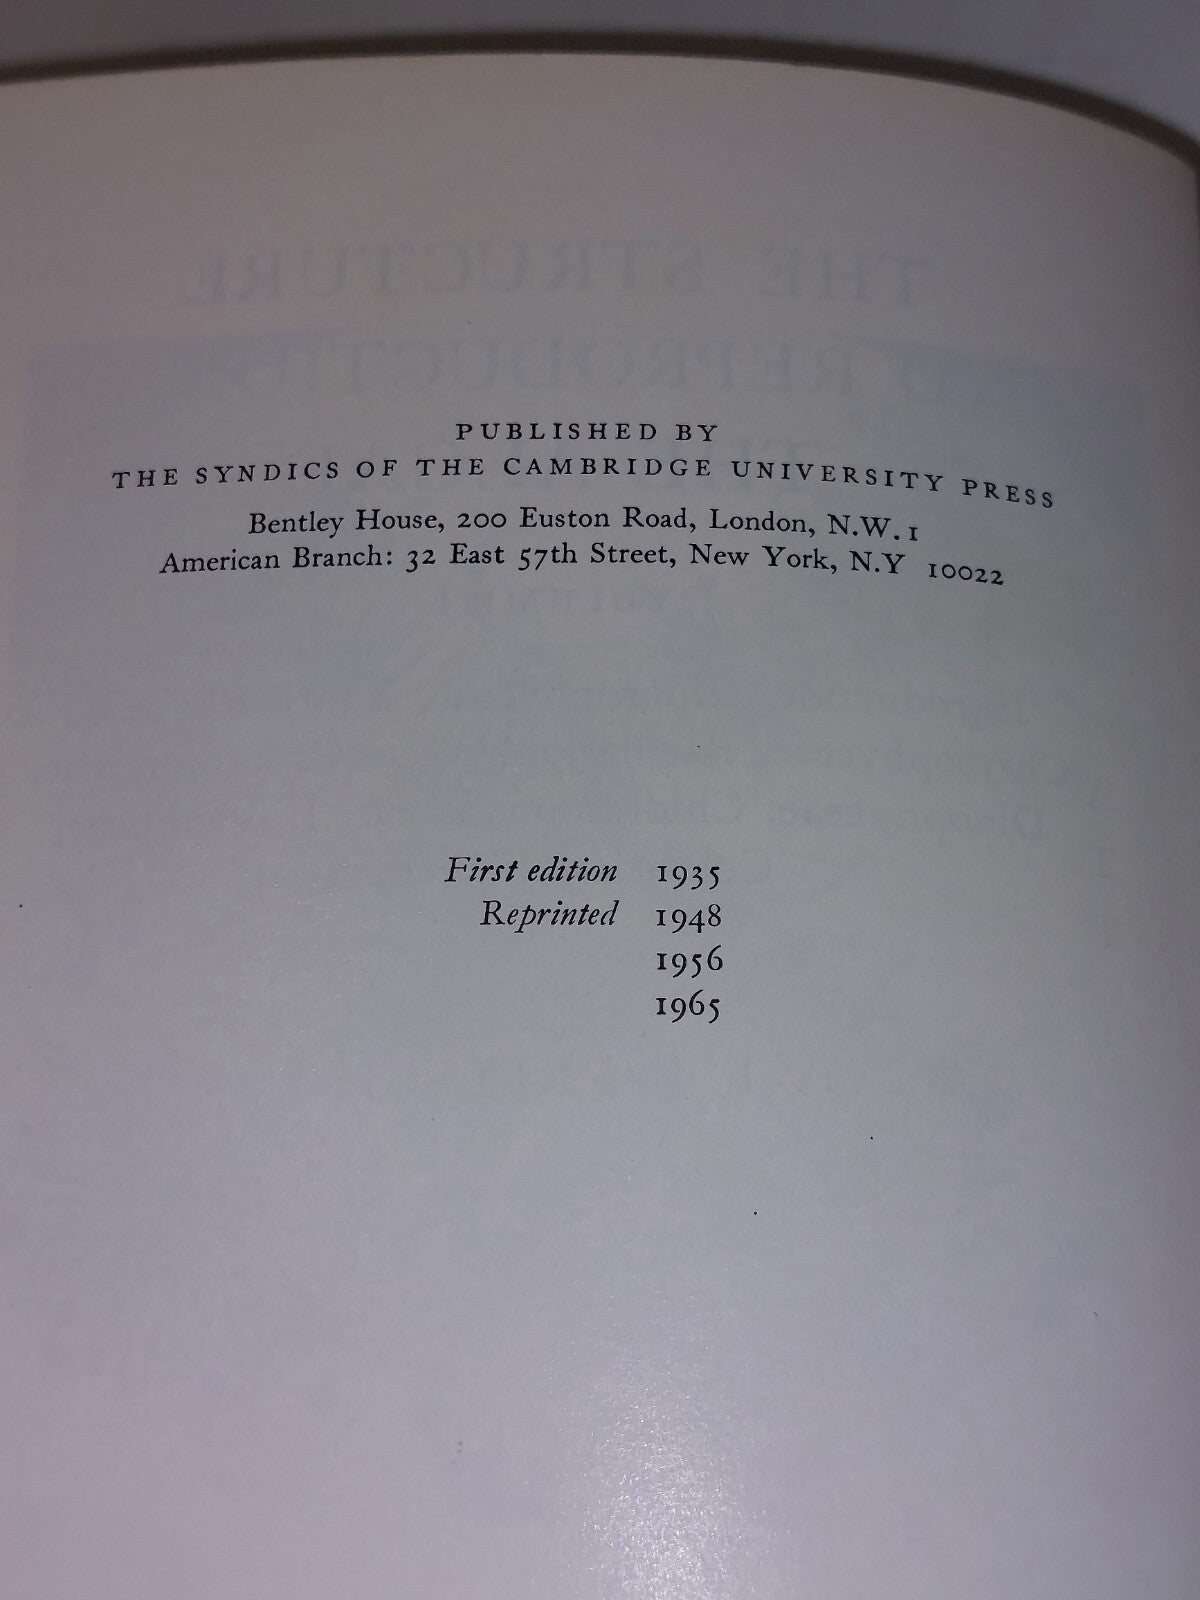 PUBLISHED BY
THE SYNDICS OF THE CAMBRIDGE UNIVERSITY PRESS
Bentley House, 200 Euston Road, London, N.W. 1
American Branch: 32 East 57th Street, New York, N.Y 10022
First edition 1935
Reprinted 1948
1956
1965